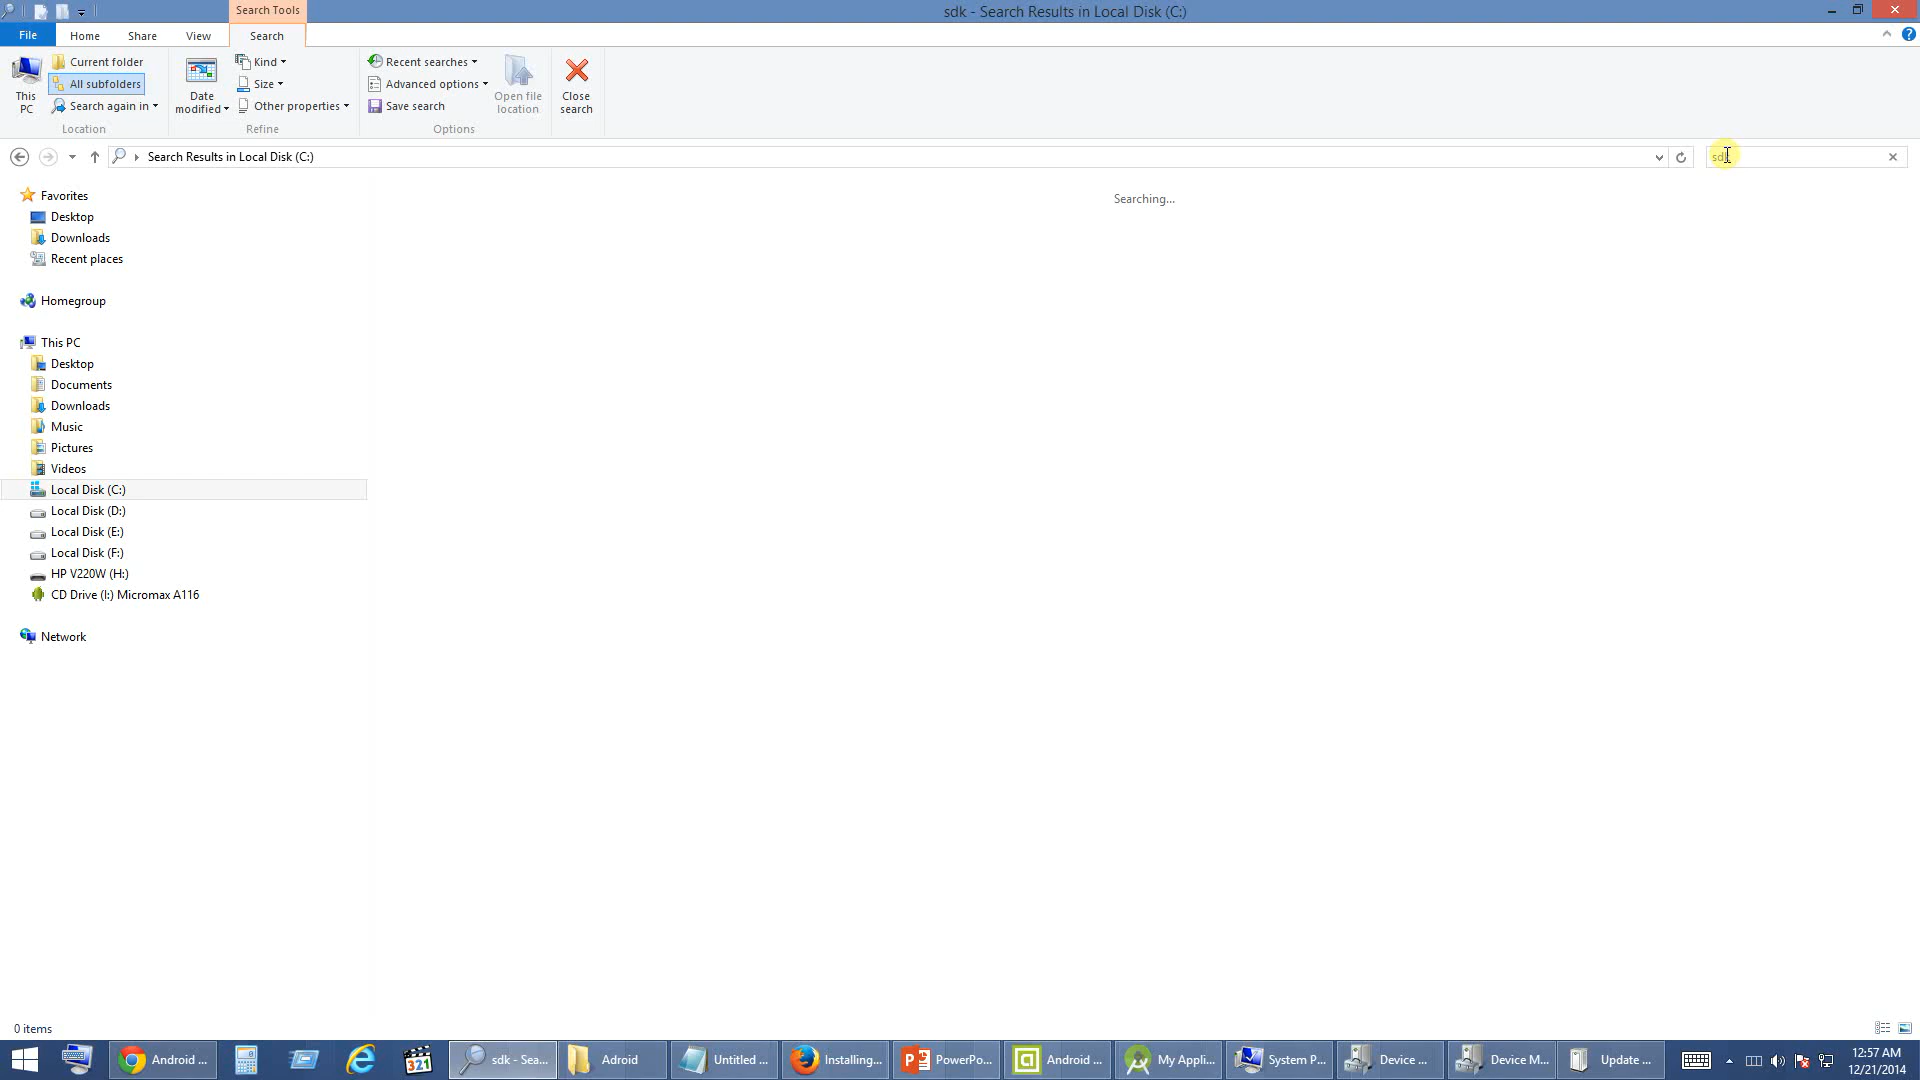 Search Tools
sdk - Search Results in Local Disk (C:)
File
Home
Share
View
Search
This PC
Current folder
All subfolders
Search again in
Location
Date modified
Kind
Size
Other properties
Refine
Recent searches
Advanced options
Save search
Options
Open file location
Close search
Search Results in Local Disk (C:)
sdk
Searching...
Favorites
Desktop
Downloads
Recent places
Homegroup
This PC
Desktop
Documents
Downloads
Music
Pictures
Videos
Local Disk (C:)
Local Disk (D:)
Local Disk (E:)
Local Disk (F:)
HP V220W (H:)
CD Drive (I:) Micromax A116
Network
0 items
Android ...
321
sdk - Sea...
Adroid
Untitled ...
Installing...
PowerPo...
Android ...
My Appli...
System P...
Device ...
Device M...
Update ...
12:57 AM
12/21/2014